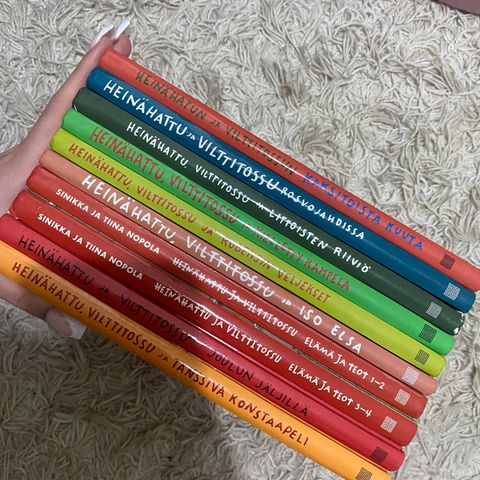 HEINÄHATUN JA VILTTITOSSUN KAKSITOISTA KUUTA
HEINÄHATTU JA VILTTITOSSU ROSVOJAHDISSA
HEINÄHATTU, VILTTITOSSU JA LITTOISTEN RIIVIÖ
HEINÄHATTU, VILTTITOSSU JA KIELLETTY KAMPELA
HEINÄHATTU, VILTTITOSSU JA RUBENSIN VELJEKSET
HEINÄHATTU, VILTTITOSSU JA ISO ELSA
SINIKKA JA TIINA NOPOLA HEINÄHATTU JA VILTTITOSSU ELÄMÄ JA TEOT 1–2
SINIKKA JA TIINA NOPOLA HEINÄHATTU JA VILTTITOSSU ELÄMÄ JA TEOT 3–4
HEINÄHATTU JA VILTTITOSSU JOULUN JÄLJILLÄ
HEINÄHATTU, VILTTITOSSU JA TANSSIVA KONSTAAPELI